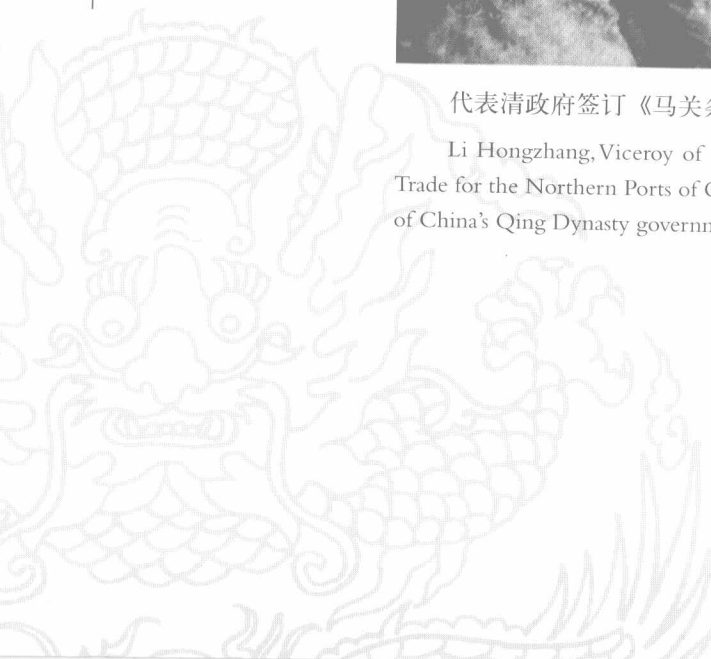 代表清政府签订《马关
Li Hongzhang, Viceroy of
Trade for the Northern Ports of
of China's Qing Dynasty